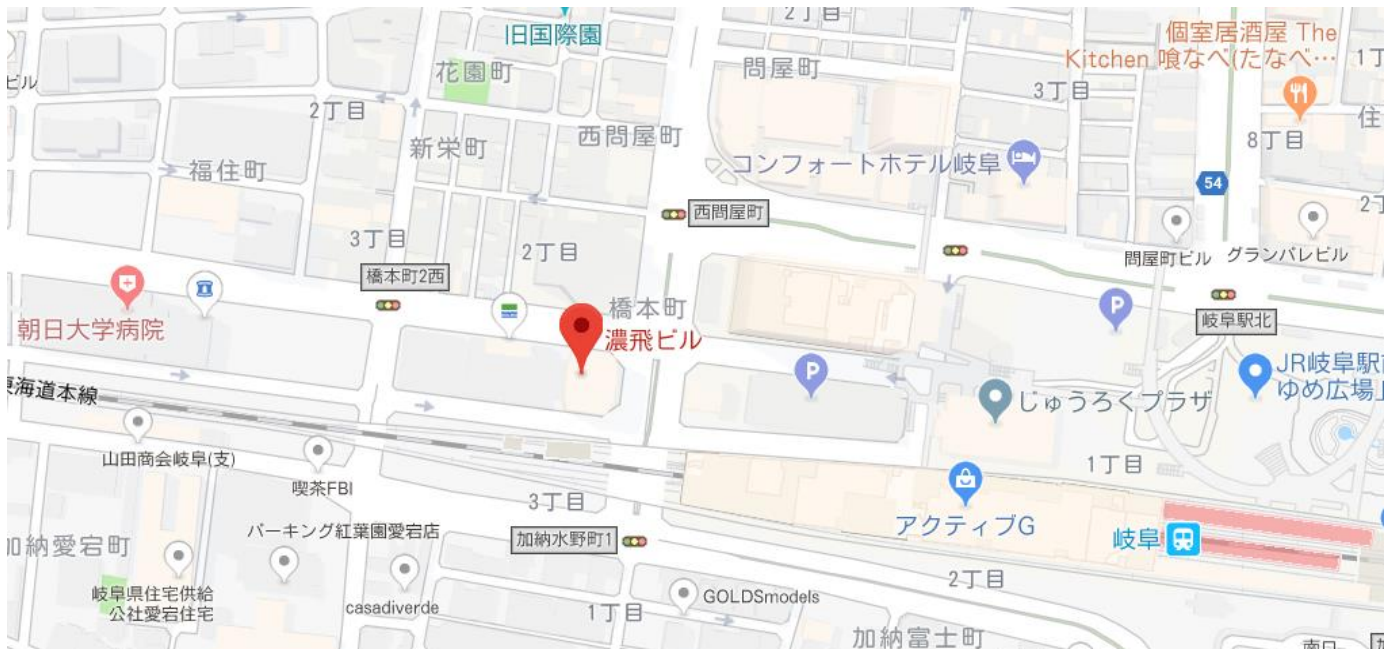 2丁目
旧国際園
個室居酒屋 The
Kitchen 喰なべ(たなべ…
1丁
花園町
問屋町
ビル
3丁目
2丁目
住
新栄町
西問屋町
8丁目
福住町
コンフォートホテル岐阜
54
西問屋町
2丁
3丁目
2丁目
問屋町ビル
グランパレビル
橋本町2西
橋本町
岐阜駅北
P
朝日大学病院
濃飛ビル
P
JR岐阜駅前
ゆめ広場
東海道本線
じゅうろくプラザ
山田商会岐阜(支)
1丁目
喫茶FBI
3丁目
アクティブG
岐阜
パーキング紅葉園愛宕店
加納水野町1
加納愛宕町
2丁目
岐阜県住宅供給
公社愛宕住宅
casadiverde
GOLDSmodels
1丁目
加納富士町
南口